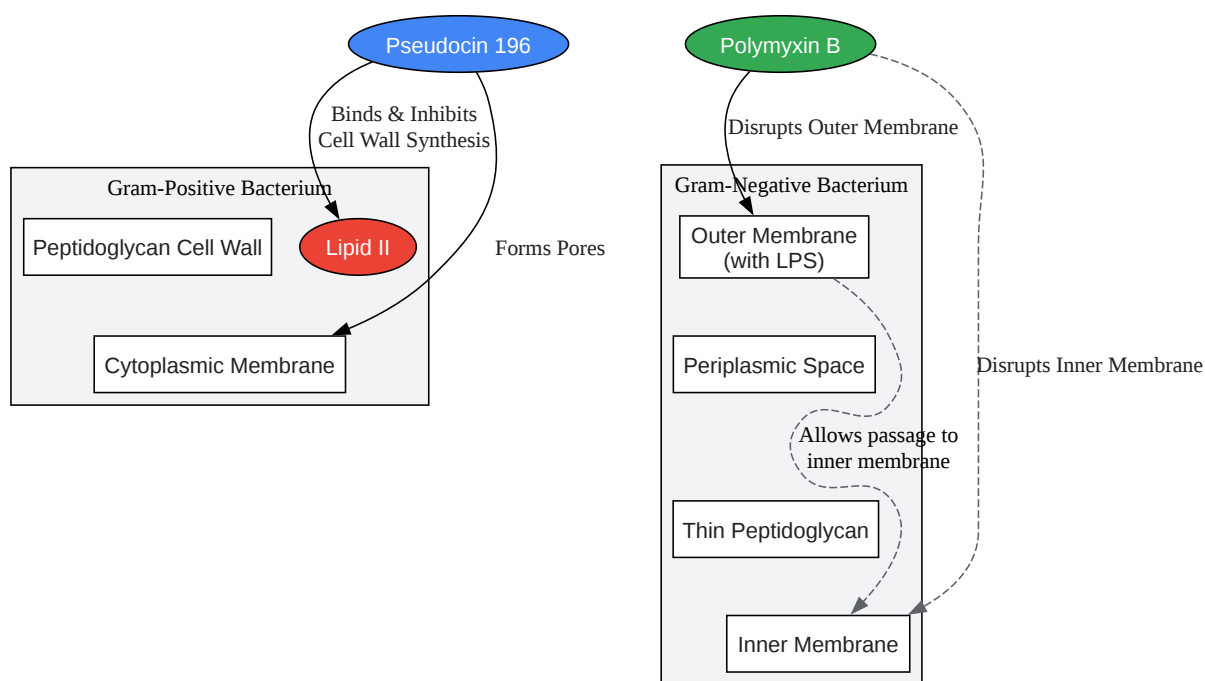 Pseudocin 196
Polymyxin B
Binds & Inhibits
Cell Wall Synthesis
Disrupts Outer Membrane
Gram-Positive Bacterium
Gram-Negative Bacterium
Peptidoglycan Cell Wall
Lipid II
Forms Pores
Outer Membrane
(with LPS)
Cytoplasmic Membrane
Periplasmic Space
Disrupts Inner Membrane
Allows passage to
inner membrane
Thin Peptidoglycan
Inner Membrane